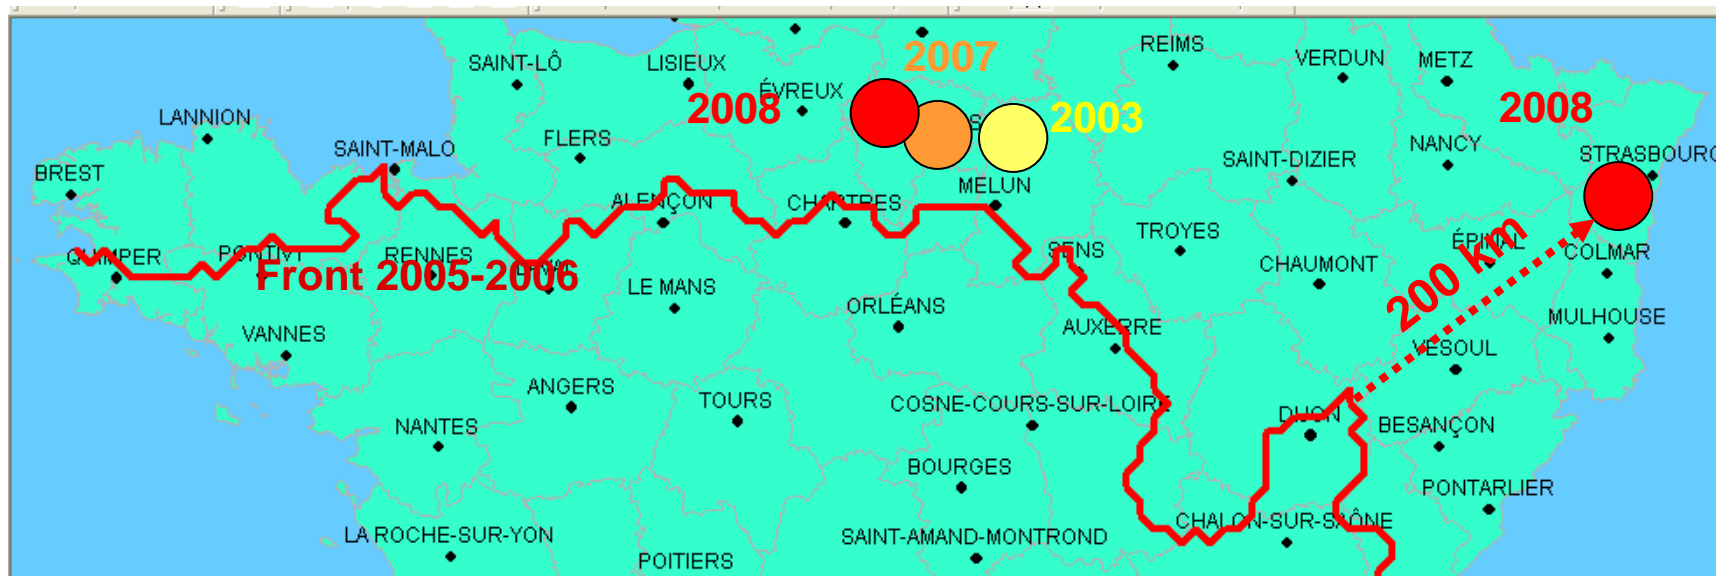 REIMS
2007
VERDUN
METZ
SAINT-LÔ
LISIEUX
ÉVREUX
2008
2003
2008
LANNION
FLERS
SAINT-MALO
NANCY
SAINT-DIZIER
STRASBOURG
BREST
MELUN
ALENÇON
CHARTRES
TROYES
SENS
ÉPINAL
QUIMPER
PONTIVY
RENNES
COLMAR
CHAUMONT
Front 2005-2006
LAVAL
200 km
LE MANS
ORLÉANS
MULHOUSE
AUXERRE
VANNES
VESOUL
ANGERS
TOURS
COSNE-COURS-SUR-LOIRE
DIJON
NANTES
BESANÇON
BOURGES
PONTARLIER
CHALON-SUR-SAÔNE
LA ROCHE-SUR-YON
SAINT-AMAND-MONTROND
POITIERS